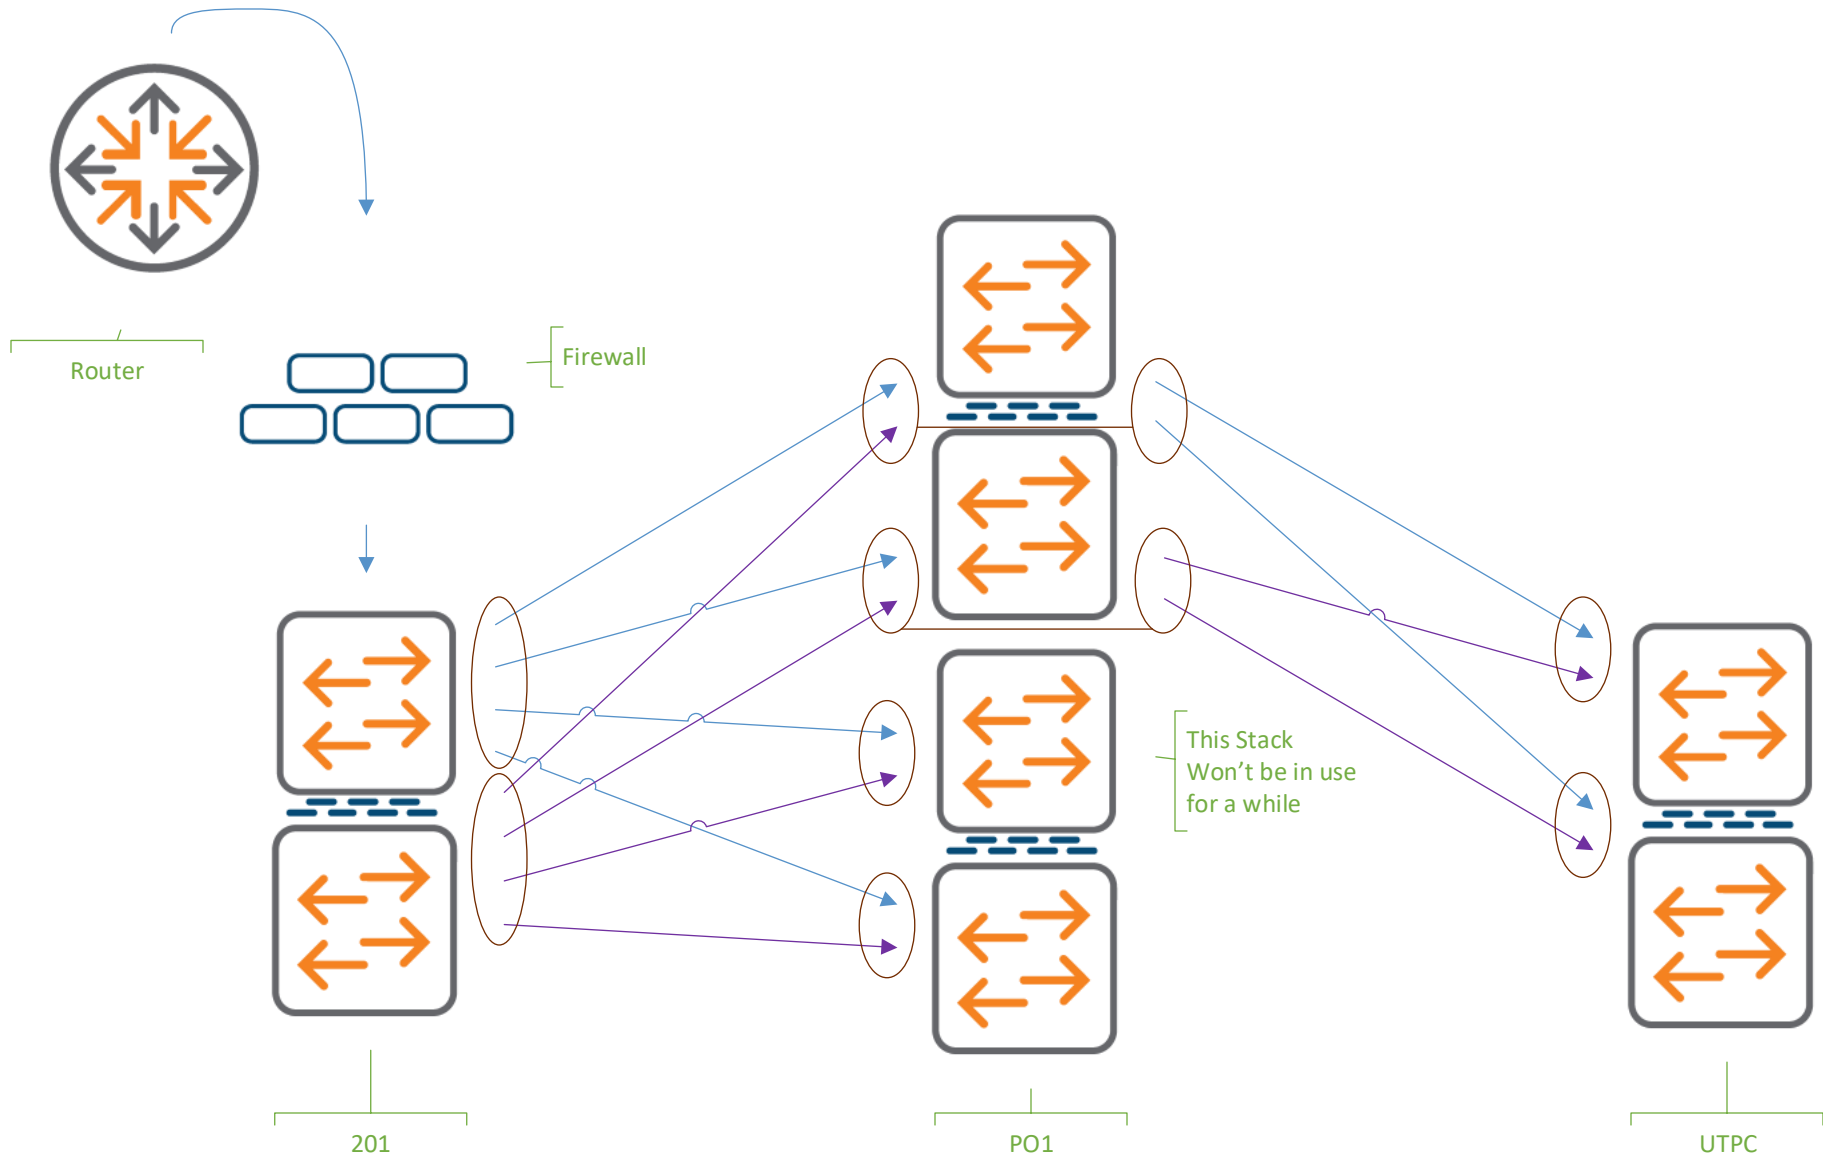 Router
Firewall
This Stack
Won't be in use
for a while
201
PO1
UTPC